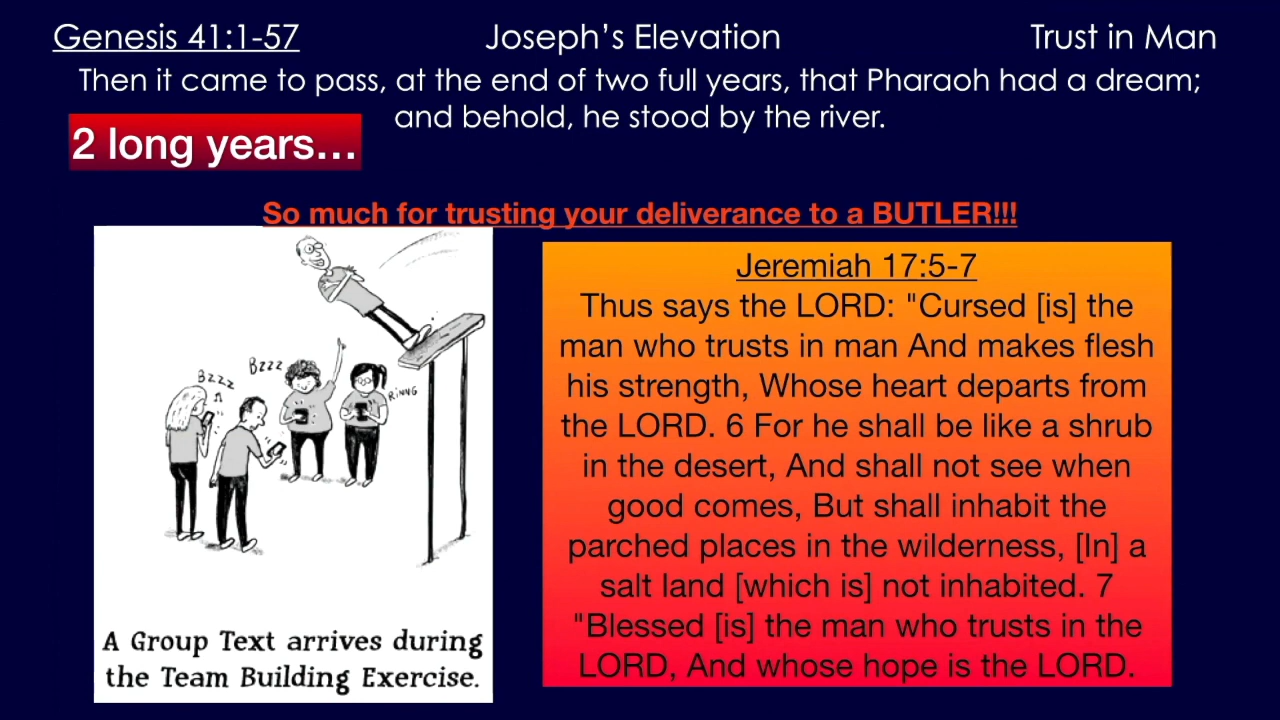 Genesis 41:1-57 Joseph's Elevation Trust in Man
Then it came to pass, at the end of two full years, that Pharaoh had a dream;
and behold, he stood by the river.
2 long years…
So much for trusting your deliverance to a BUTLER!!!
Bzzz
Bzzz
RINNG
A Group Text arrives during
the Team Building Exercise.
Jeremiah 17:5-7
Thus says the LORD: "Cursed [is] the
man who trusts in man And makes flesh
his strength, Whose heart departs from
the LORD. 6 For he shall be like a shrub
in the desert, And shall not see when
good comes, But shall inhabit the
parched places in the wilderness, [In] a
salt land [which is] not inhabited. 7
"Blessed [is] the man who trusts in the
LORD, And whose hope is the LORD.